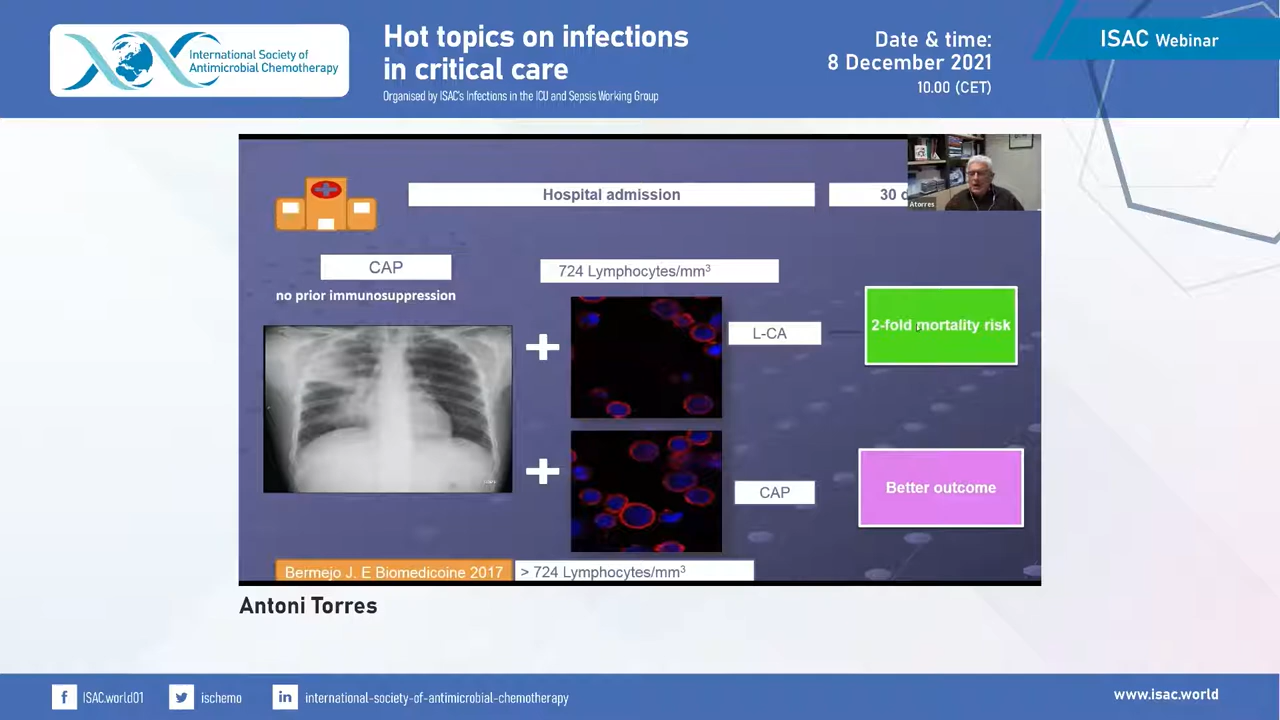 International Society of
Antimicrobial Chemotherapy
Hot topics on infections
in critical care
Organised by ISAC's Infections in the ICU and Sepsis Working Group
Date & time:
8 December 2021
10.00 (CET)
ISAC Webinar
Hospital admission
30
Atorres
CAP
no prior immunosuppression
724 Lymphocytes/mm³
L-CA
2-fold mortality risk
CAP
Better outcome
Bermejo J. E Biomedicoine 2017
> 724 Lymphocytes/mm³
Antoni Torres
ISAC.world01
ischemo
international-society-of-antimicrobial-chemotherapy
www.isac.world